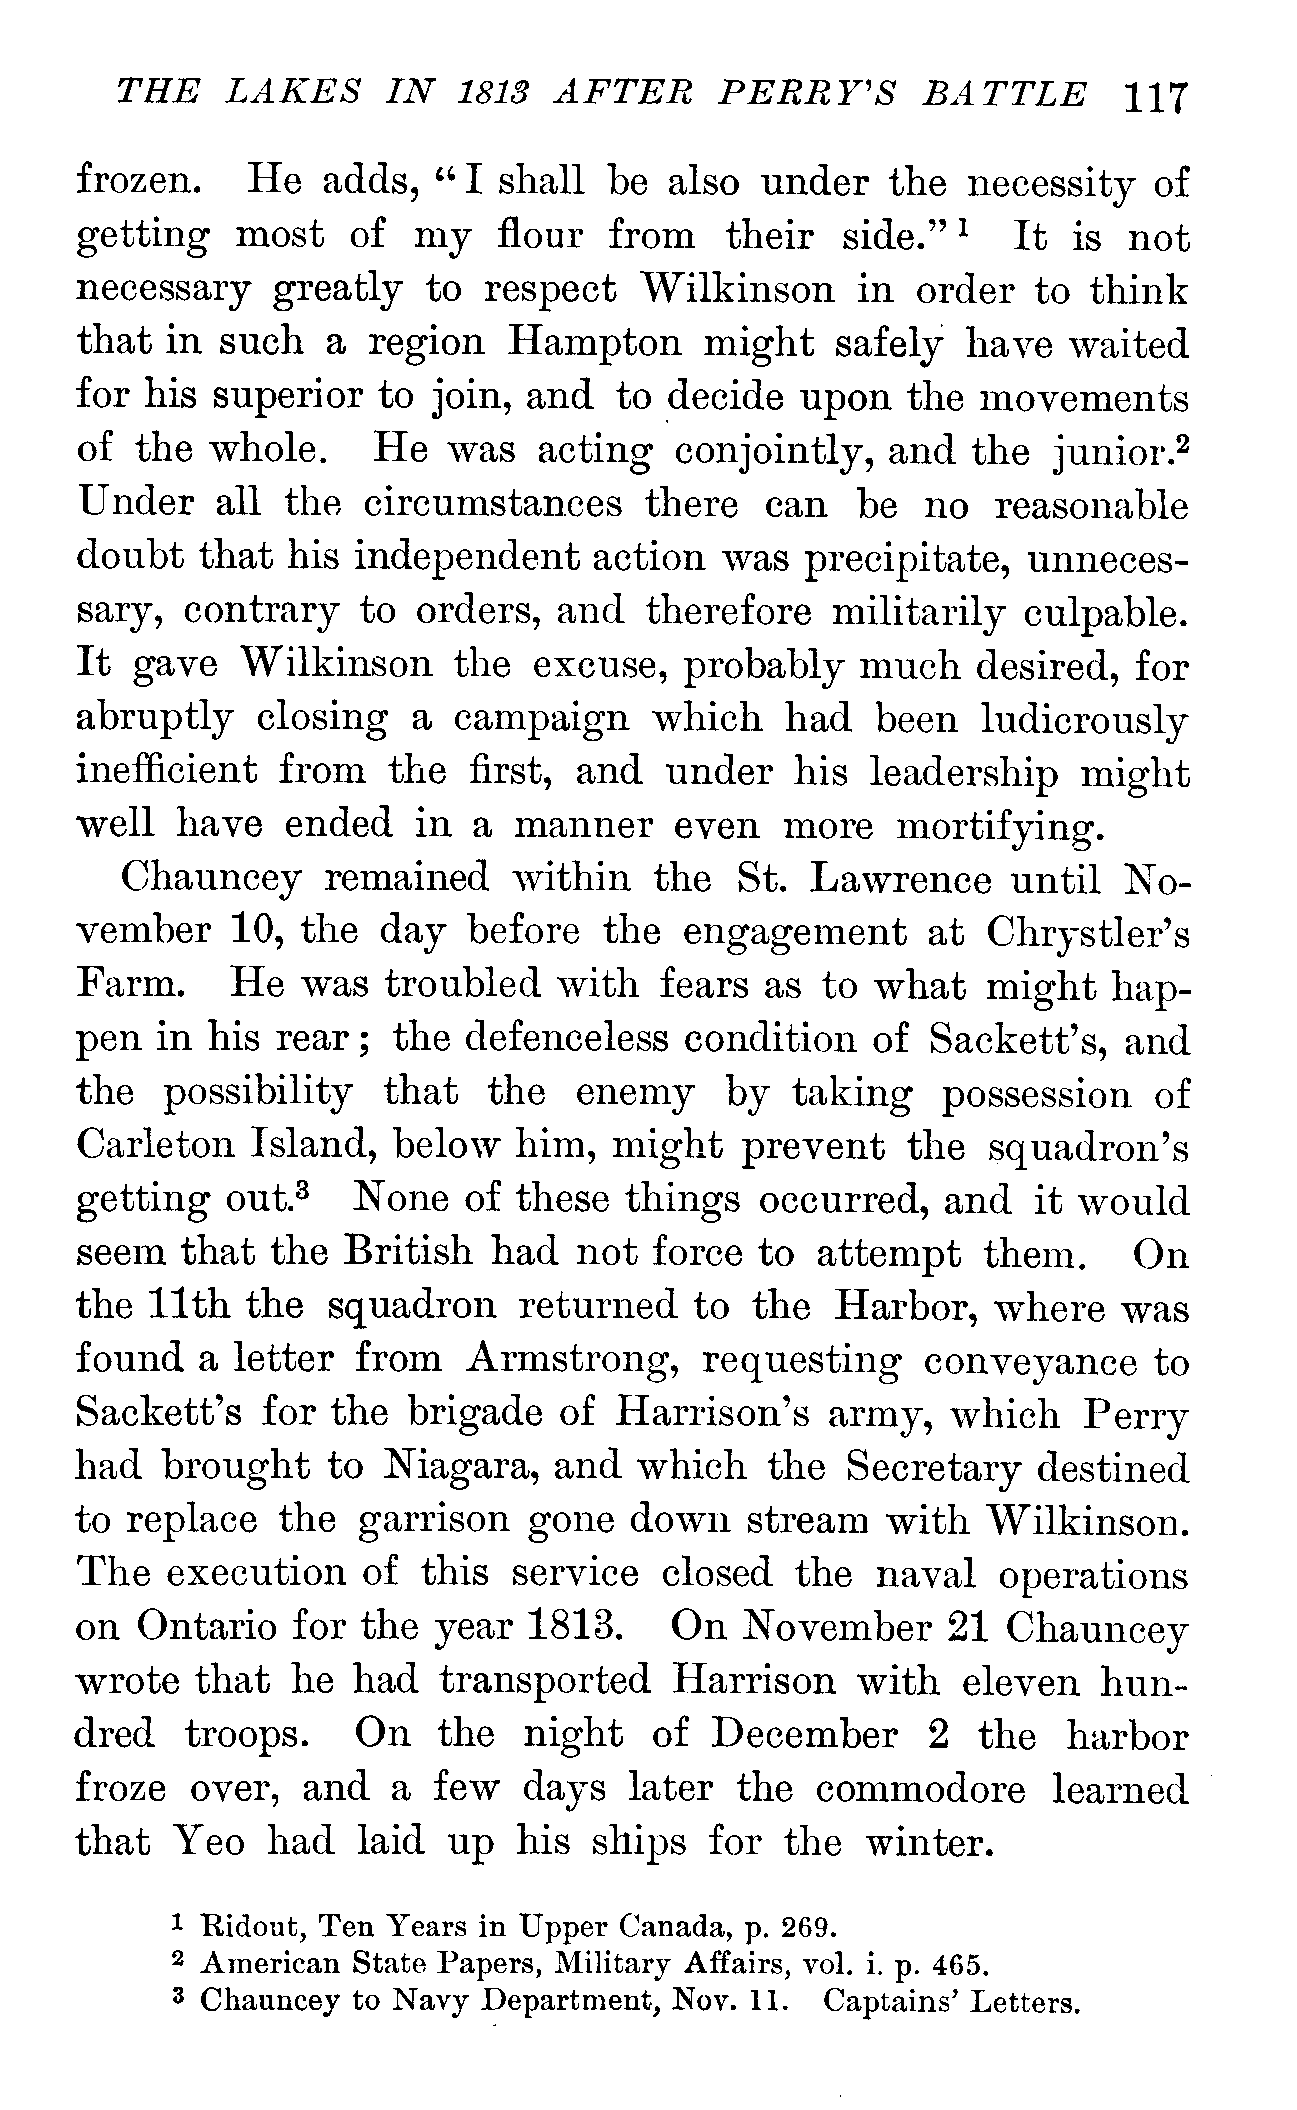 THE LAKES IN 1813 AFTER PERRY'S BATTLE 117
frozen. He adds, “I shall be also under the necessity of
getting most of my flour from their side.” 1 It is not
necessary greatly to respect Wilkinson in order to think
that in such a region Hampton might safely have waited
for his superior to join, and to decide upon the movements
of the whole. He was acting conjointly, and the junior.2
Under all the circumstances there can be no reasonable
doubt that his independent action was precipitate, unneces-
sary, contrary to orders, and therefore militarily culpable.
It gave Wilkinson the excuse, probably much desired, for
abruptly closing a campaign which had been ludicrously
inefficient from the first, and under his leadership might
well have ended in a manner even more mortifying.
Chauncey remained within the St. Lawrence until No-
vember 10, the day before the engagement at Chrystler's
Farm. He was troubled with fears as to what might hap-
pen in his rear; the defenceless condition of Sackett's, and
the possibility that the enemy by taking possession of
Carleton Island, below him, might prevent the squadron's
getting out.3 None of these things occurred, and it would
seem that the British had not force to attempt them. On
the 11th the squadron returned to the Harbor, where was
found a letter from Armstrong, requesting conveyance to
Sackett's for the brigade of Harrison's army, which Perry
had brought to Niagara, and which the Secretary destined
to replace the garrison gone down stream with Wilkinson.
The execution of this service closed the naval operations
on Ontario for the year 1813. On November 21 Chauncey
wrote that he had transported Harrison with eleven hun-
dred troops. On the night of December 2 the harbor
froze over, and a few days later the commodore learned
that Yeo had laid up his ships for the winter.
1 Ridout, Ten Years in Upper Canada, p. 269.
2 American State Papers, Military Affairs, vol. i. p. 465.
3 Chauncey to Navy Department, Nov. 11. Captains' Letters.